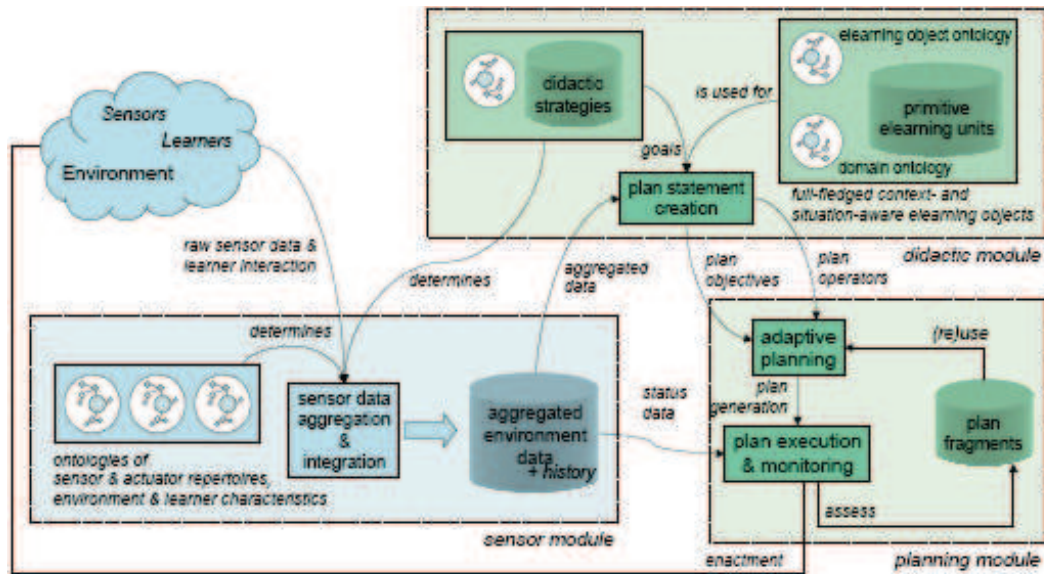 Sensors
Learners
Environment
raw sensor data &
learner interaction
didactic
strategies
elearning object ontology
primitive
elearning units
domain ontology
is used for
goals
plan statement
creation
full-fledged context- and
situation-aware elearning objects
didactic module
determines
aggregated
data
plan
objectives
plan
operators
determines
sensor data
aggregation
&
integration
aggregated
environment
data
+ history
ontologies of
sensor & actuator repertoires,
environment & learner characteristics
sensor module
status
data
adaptive
planning
(re)use
plan
generation
plan execution
& monitoring
plan
fragments
assess
enactment
planning module